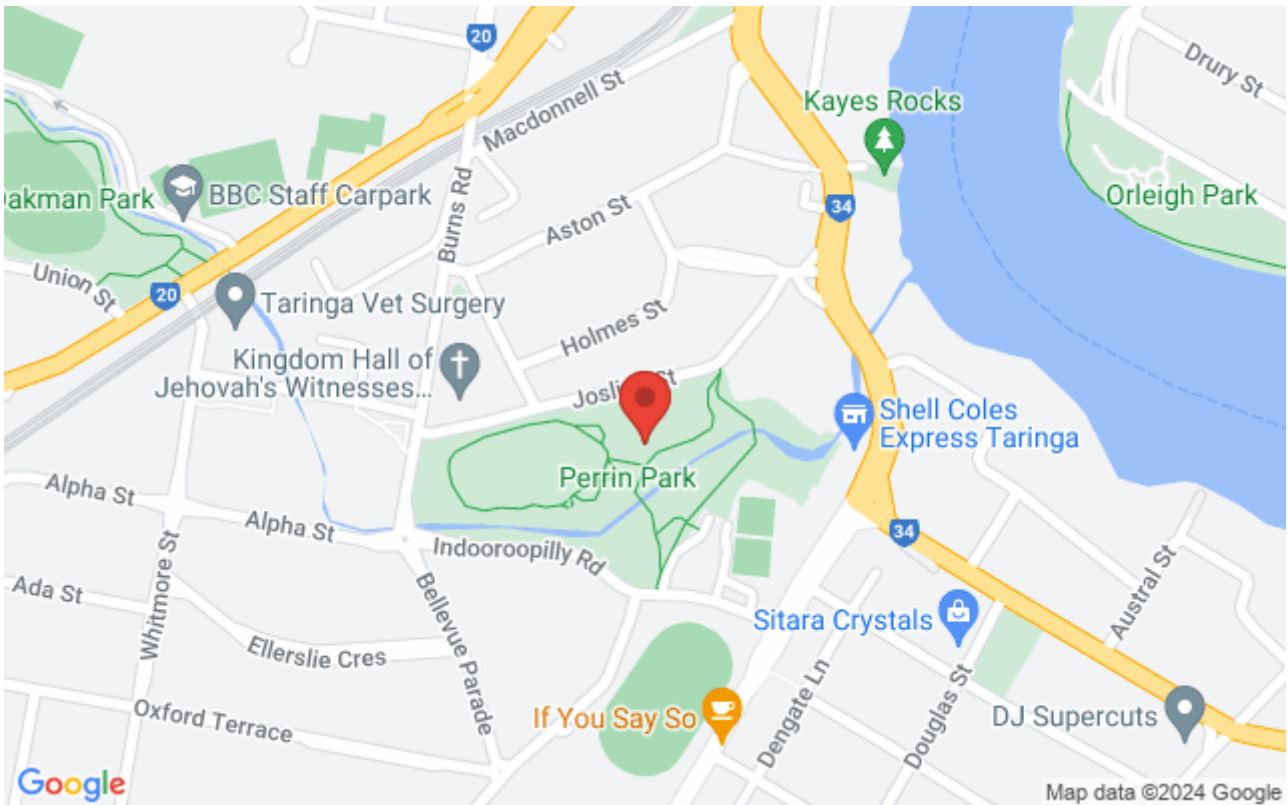 20
Drury St
Macdonnell St
Kayes Rocks
BBC Staff Carpark
Oakman Park
Burns Rd
Orleigh Park
34
Aston St
Union St
20
Taringa Vet Surgery
Holmes St
Kingdom Hall of
Jehovah's Witnesses...
Shell Coles
Express Taringa
Perrin Park
Alpha St
Alpha St
34
Indooroopilly Rd
Whitmore St
Ada St
Bellevue Parade
Austral St
Sitara Crystals
Ellerslie Cres
Oxford Terrace
If You Say So
Dengate Ln
Douglas St
DJ Supercuts
Google
Map data ©2024 Google